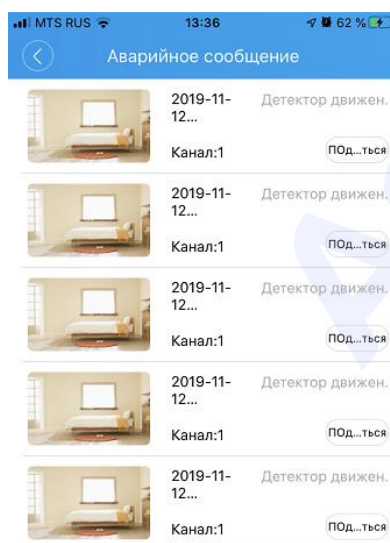 MTS RUS 13:36 62 %
Аварийное сообщение
2019-11- Детектор движен.
12...
Канал:1 ПОд...ться
2019-11- Детектор движен.
12...
Канал:1 ПОд...ться
2019-11- Детектор движен.
12...
Канал:1 ПОд...ться
2019-11- Детектор движен.
12...
Канал:1 ПОд...ться
2019-11- Детектор движен.
12...
Канал:1 ПОд...ться